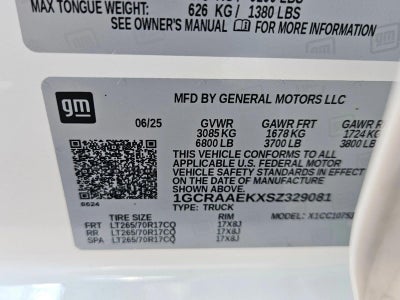 MAX TONGUE WEIGHT: 626 KG / 1380 LBS
SEE OWNER'S MANUAL FOR MORE INFORMATION
gm
MFD BY GENERAL MOTORS LLC
06/25 GVWR GAWR FRT GAWR
3085 KG 1678 KG 1724 KG
6800 LB 3700 LB 3800 LB
THIS VEHICLE CONFORMS TO ALL
APPLICABLE U.S. FEDERAL MOTOR
VEHICLE SAFETY STANDARDS IN EFFECT
ON THE DATE OF MANUFACTURE
SHOWN ABOVE.
1GCRAAEKXSZ329081
6624 TYPE: TRUCK
TIRE SIZE RIM
FRT LT265/70R17CQ 17X8J
RR LT265/70R17CQ 17X8J
SPA LT265/70R17CQ 17X8J
MODEL: